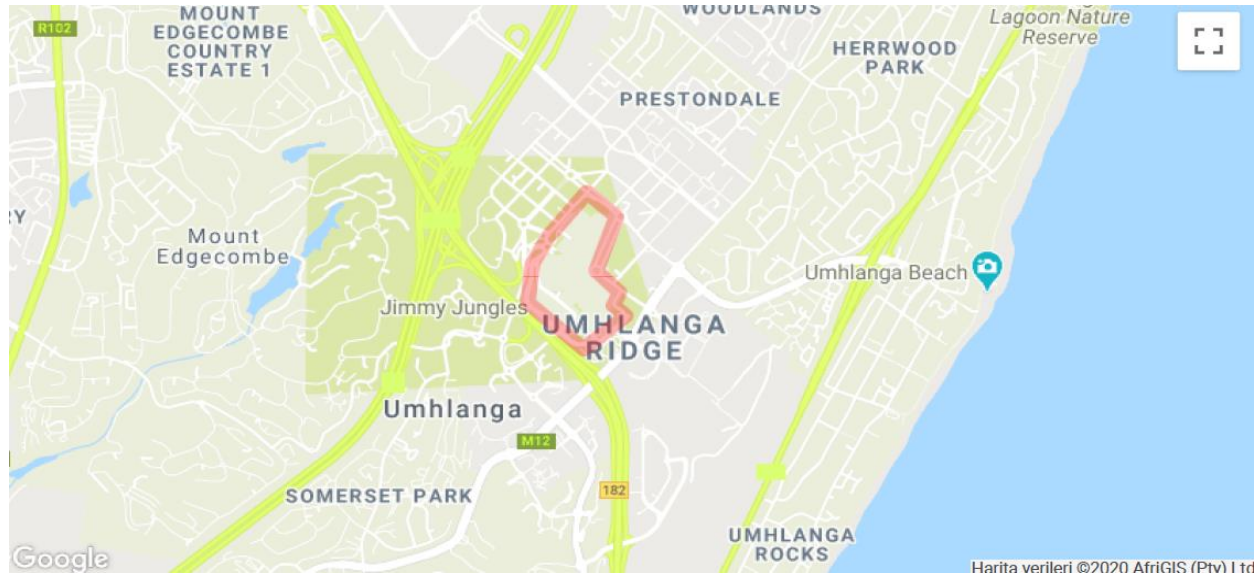 MOUNT
EDGECOMBE
COUNTRY
ESTATE 1
R102
WOODLANDS
Lagoon Nature
Reserve
HERRWOOD
PARK
PRESTONDALE
RY
Mount
Edgecombe
Umhlanga Beach
Jimmy Jungles
UMHLANGA
RIDGE
Umhlanga
M12
182
SOMERSET PARK
UMHLANGA
ROCKS
Google
Harita verileri ©2020 AfriGIS (Pty) Ltd